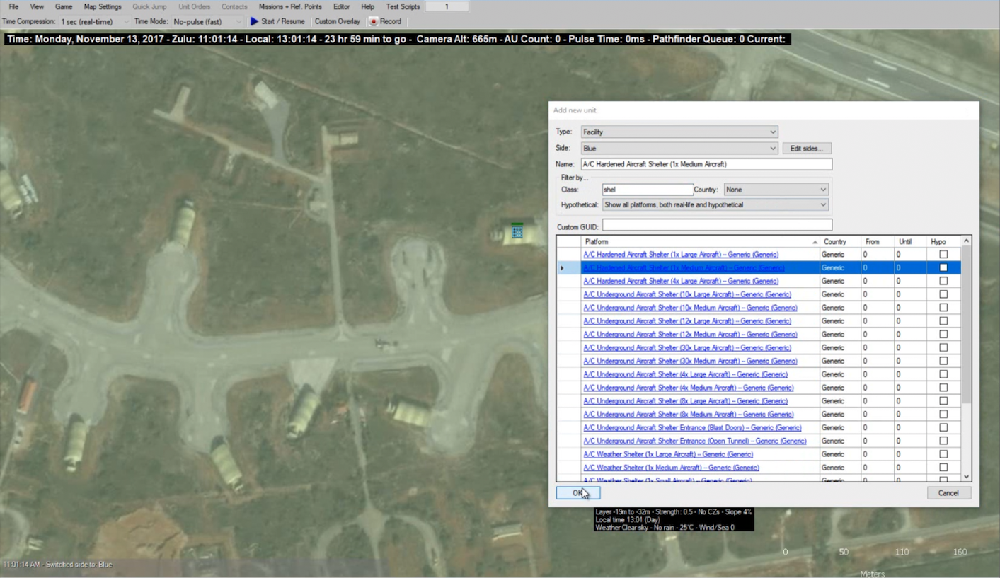 File View Game Map Settings Quick Jump Unit Orders Contacts Missions + Ref. Points Editor Help Test Scripts 1
Time Compression: 1 sec (real-time) Time Mode: No-pulse (fast) Start / Resume Custom Overlay Record
Time: Monday, November 13, 2017 - Zulu: 11:01:14 - Local: 13:01:14 - 23 hr 59 min to go - Camera Alt: 665m - AU Count: 0 - Pulse Time: 0ms - Pathfinder Queue: 0 Current:
Add new unit
Type: Facility
Side: Blue Edit sides...
Name: A/C Hardened Aircraft Shelter (1x Medium Aircraft)
Filter by...
Class: shel Country: None
Hypothetical: Show all platforms, both real-life and hypothetical
Custom GUID:
Platform Country From Until Hypo
A/C Hardened Aircraft Shelter (1x Large Aircraft) -- Generic (Generic) Generic 0 0
A/C Hardened Aircraft Shelter (1x Medium Aircraft) -- Generic (Generic) Generic 0 0
A/C Hardened Aircraft Shelter (4x Large Aircraft) -- Generic (Generic) Generic 0 0
A/C Underground Aircraft Shelter (10x Large Aircraft) -- Generic (Generic) Generic 0 0
A/C Underground Aircraft Shelter (10x Medium Aircraft) -- Generic (Generic) Generic 0 0
A/C Underground Aircraft Shelter (12x Large Aircraft) -- Generic (Generic) Generic 0 0
A/C Underground Aircraft Shelter (12x Medium Aircraft) -- Generic (Generic) Generic 0 0
A/C Underground Aircraft Shelter (30x Large Aircraft) -- Generic (Generic) Generic 0 0
A/C Underground Aircraft Shelter (30x Medium Aircraft) -- Generic (Generic) Generic 0 0
A/C Underground Aircraft Shelter (4x Large Aircraft) -- Generic (Generic) Generic 0 0
A/C Underground Aircraft Shelter (4x Medium Aircraft) -- Generic (Generic) Generic 0 0
A/C Underground Aircraft Shelter (8x Large Aircraft) -- Generic (Generic) Generic 0 0
A/C Underground Aircraft Shelter (8x Medium Aircraft) -- Generic (Generic) Generic 0 0
A/C Underground Aircraft Shelter Entrance (Blast Doors) -- Generic (Generic) Generic 0 0
A/C Underground Aircraft Shelter Entrance (Open Tunnel) -- Generic (Generic) Generic 0 0
A/C Weather Shelter (1x Large Aircraft) -- Generic (Generic) Generic 0 0
A/C Weather Shelter (1x Medium Aircraft) -- Generic (Generic) Generic 0 0
A/C Weather Shelter (1x Small Aircraft) -- Generic (Generic) Generic 0 0
OK Cancel
Layer -19m to -32m - Strength: 0.5 - No CZs - Slope 4%
Local time 13:01 (Day)
Weather Clear sky - No rain - 25°C - Wind/Sea 0
0 50 110 160
Meters
11:01:14 AM - Switched side to: Blue